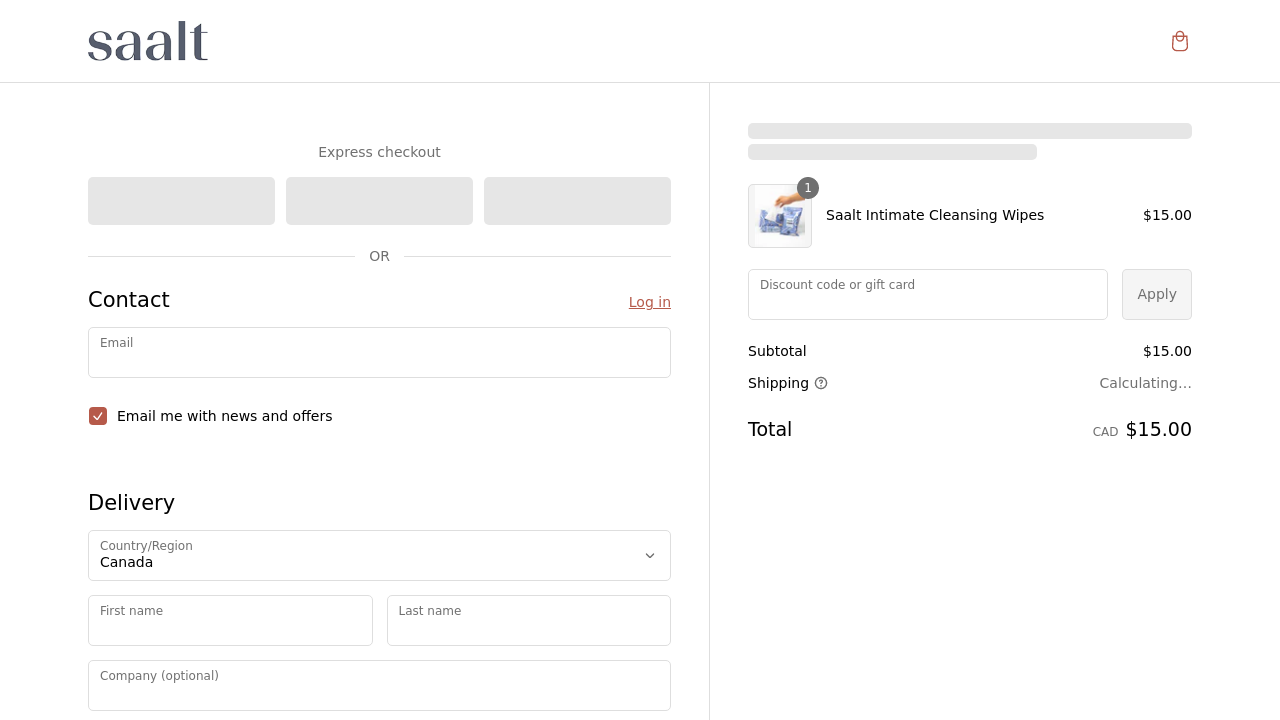 saalt
Express checkout
OR
Contact
Log in
Email
Email me with news and offers
Delivery
Country/Region
Canada
First name
Last name
Company (optional)
1
Saalt Intimate Cleansing Wipes
$15.00
Discount code or gift card
Apply
Subtotal
$15.00
Shipping
Calculating…
Total
CAD $15.00